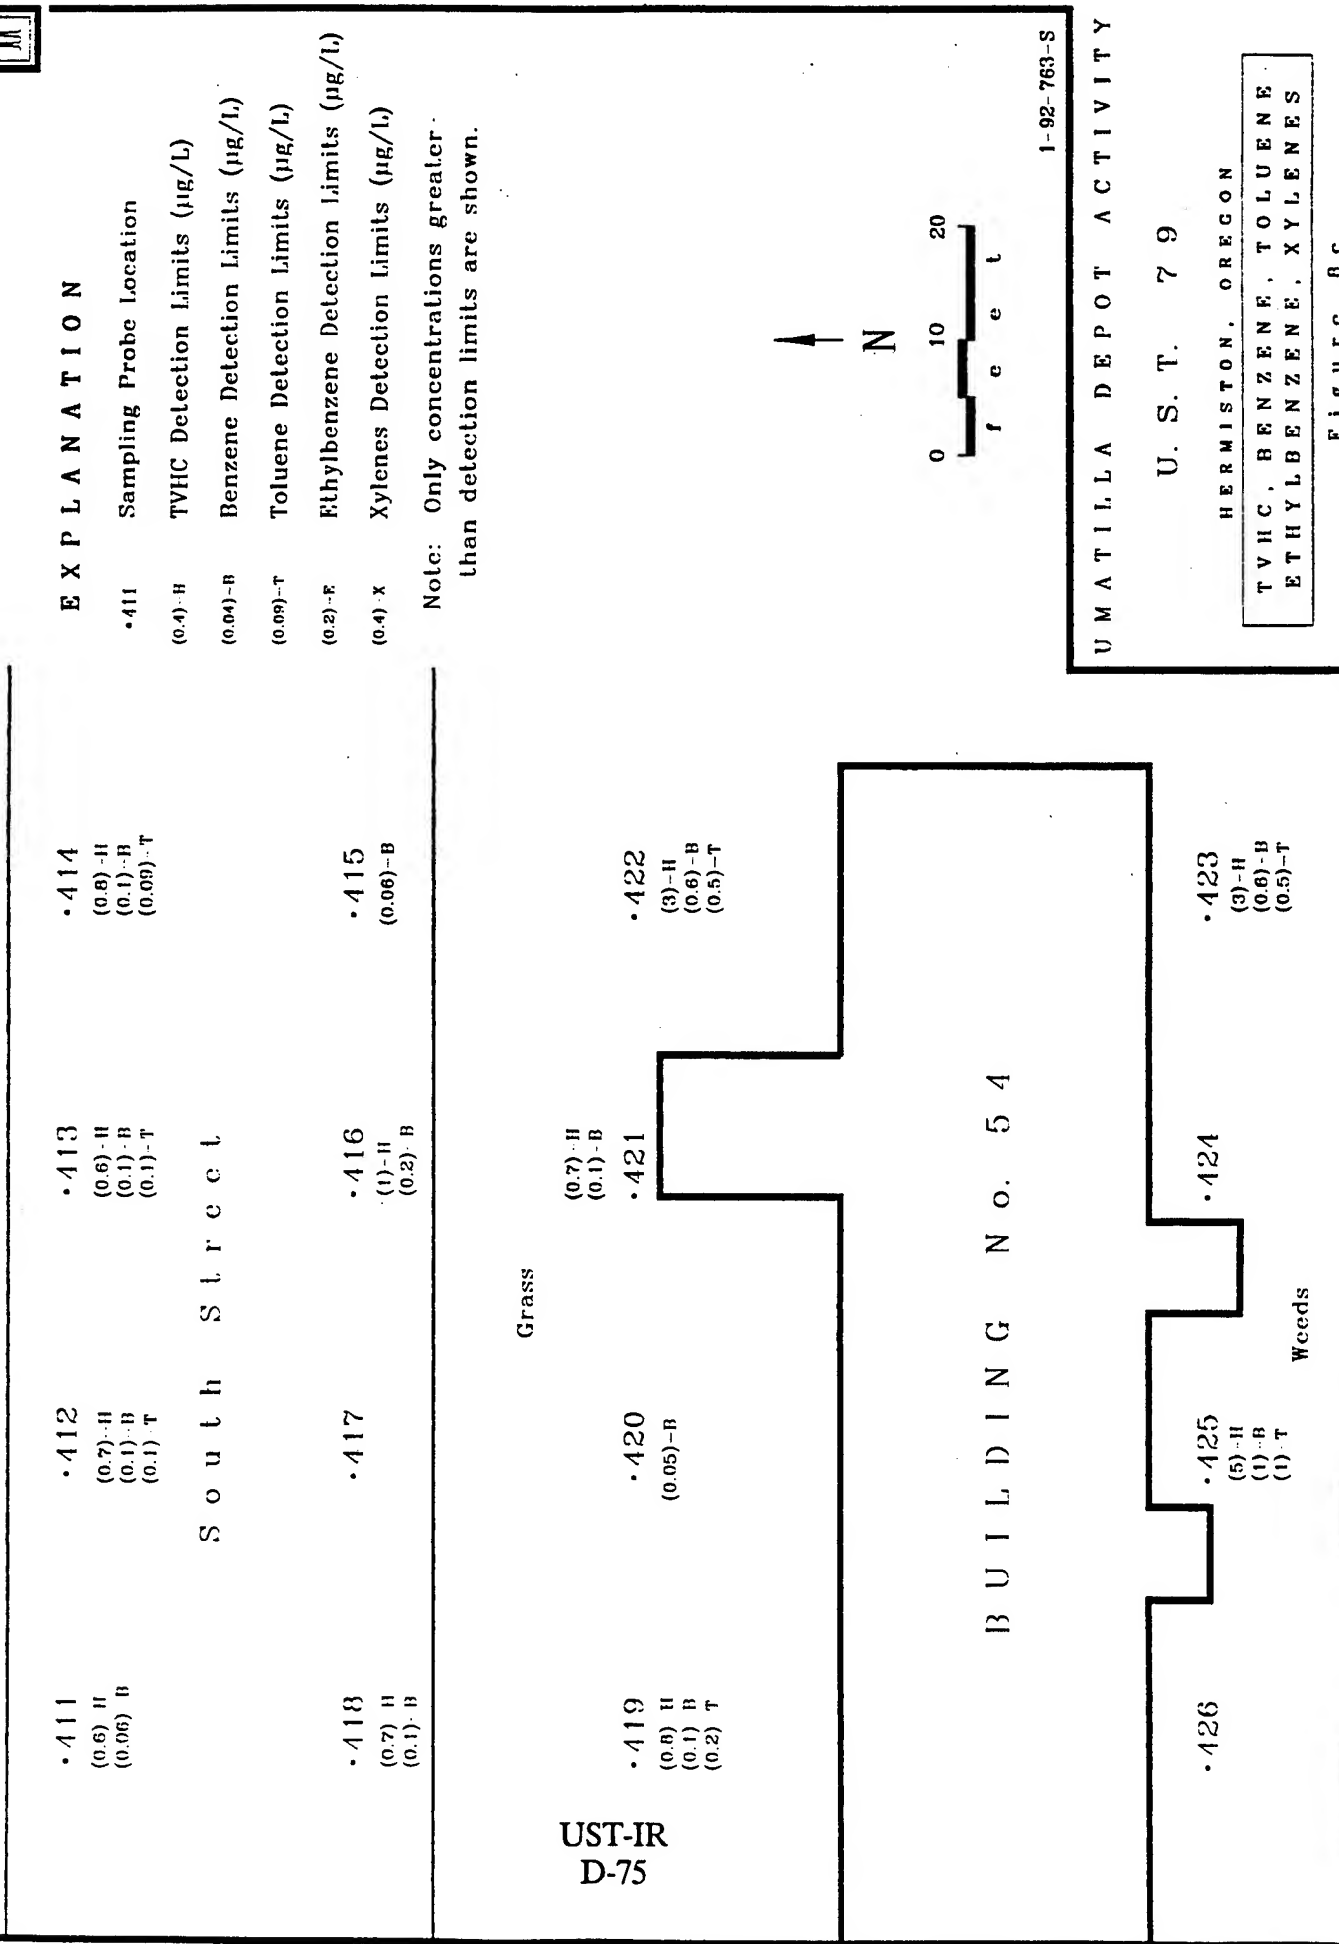 •411
(0.6) H
(0.06) B
•412
(0.7)-H
(0.1)-B
(0.1)-T
•413
(0.6)-H
(0.1)-B
(0.1)-T
•414
(0.8)-H
(0.1)-B
(0.09)-T
South Street
•418
(0.7) H
(0.1)-B
•417
•416
(1)-H
(0.2)-B
•415
(0.06)-B
Grass
•419
(0.8) H
(0.1) B
(0.2) T
•420
(0.05)-B
(0.7)-H
(0.1)-B
•421
•422
(3)-H
(0.6)-B
(0.5)-T
BUILDING No. 54
•426
•425
(5)-H
(1)-B
(1)-T
•424
•423
(3)-H
(0.6)-B
(0.5)-T
Weeds
EXPLANATION
•411 Sampling Probe Location
(0.4)-H TVHC Detection Limits (µg/L)
(0.04)-B Benzene Detection Limits (µg/L)
(0.09)-T Toluene Detection Limits (µg/L)
(0.2)-E Ethylbenzene Detection Limits (µg/L)
(0.4)-X Xylenes Detection Limits (µg/L)
Note: Only concentrations greater
than detection limits are shown.
N
0 10 20
feet
1-92-763-S
UMATILLA DEPOT ACTIVITY
U.S.T. 79
HERMISTON, OREGON
TVHC, BENZENE, TOLUENE
ETHYLBENZENE, XYLENES
Figure
UST-IR
D-75